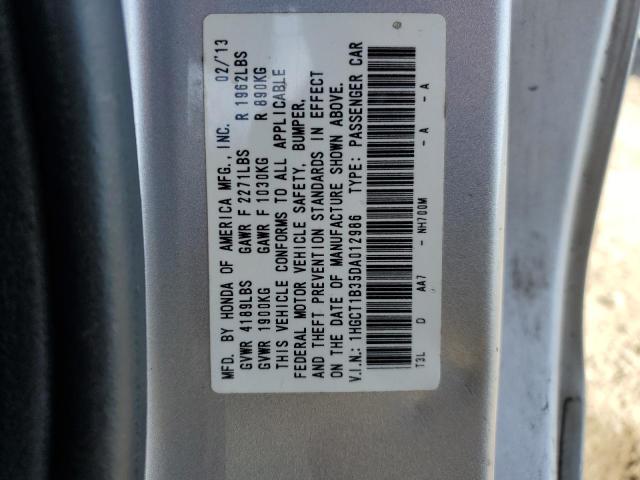 MFD. BY HONDA OF AMERICA MFG., INC. 02/'13
GVWR 4189LBS GAWR F 2271LBS R 1962LBS
GVWR 1900KG GAWR F 1030KG R 890KG
THIS VEHICLE CONFORMS TO ALL APPLICABLE
FEDERAL MOTOR VEHICLE SAFETY, BUMPER,
AND THEFT PREVENTION STANDARDS IN EFFECT
ON THE DATE OF MANUFACTURE SHOWN ABOVE.
V.I.N.: 1HGCT1B35DA012986 TYPE: PASSENGER CAR
T3L D AA7 - NH700M - A - A